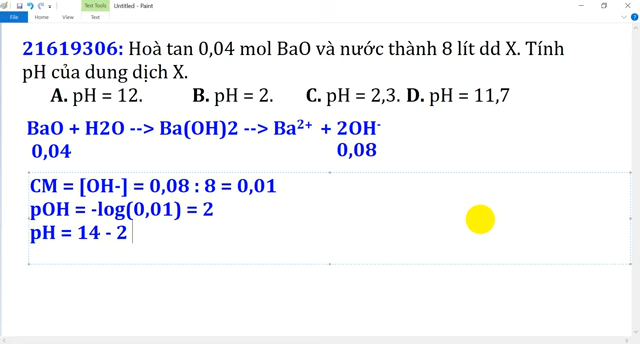 Text Tools
Untitled - Paint
File Home View Text
21619306: Hoà tan 0,04 mol BaO và nước thành 8 lít dd X. Tính
pH của dung dịch X.
A. pH = 12. B. pH = 2. C. pH = 2,3. D. pH = 11,7
BaO + H2O --> Ba(OH)2 --> Ba²⁺ + 2OH⁻
0,04 0,08
CM = [OH-] = 0,08 : 8 = 0,01
pOH = -log(0,01) = 2
pH = 14 - 2